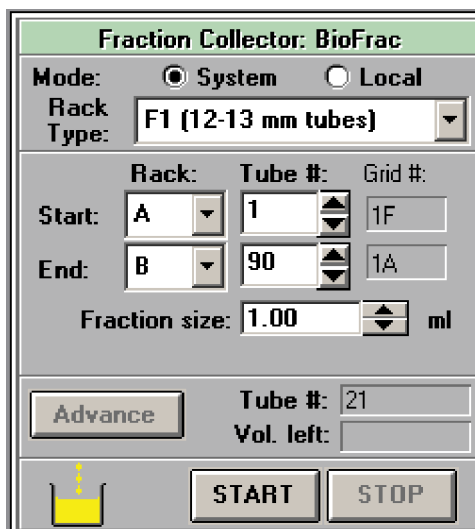 Fraction Collector: BioFrac
Mode: System Local
Rack Type: F1 (12-13 mm tubes)
Rack: Tube #: Grid #:
Start: A 1 1F
End: B 90 1A
Fraction size: 1.00 ml
Advance Tube #: 21
Vol. left:
START STOP